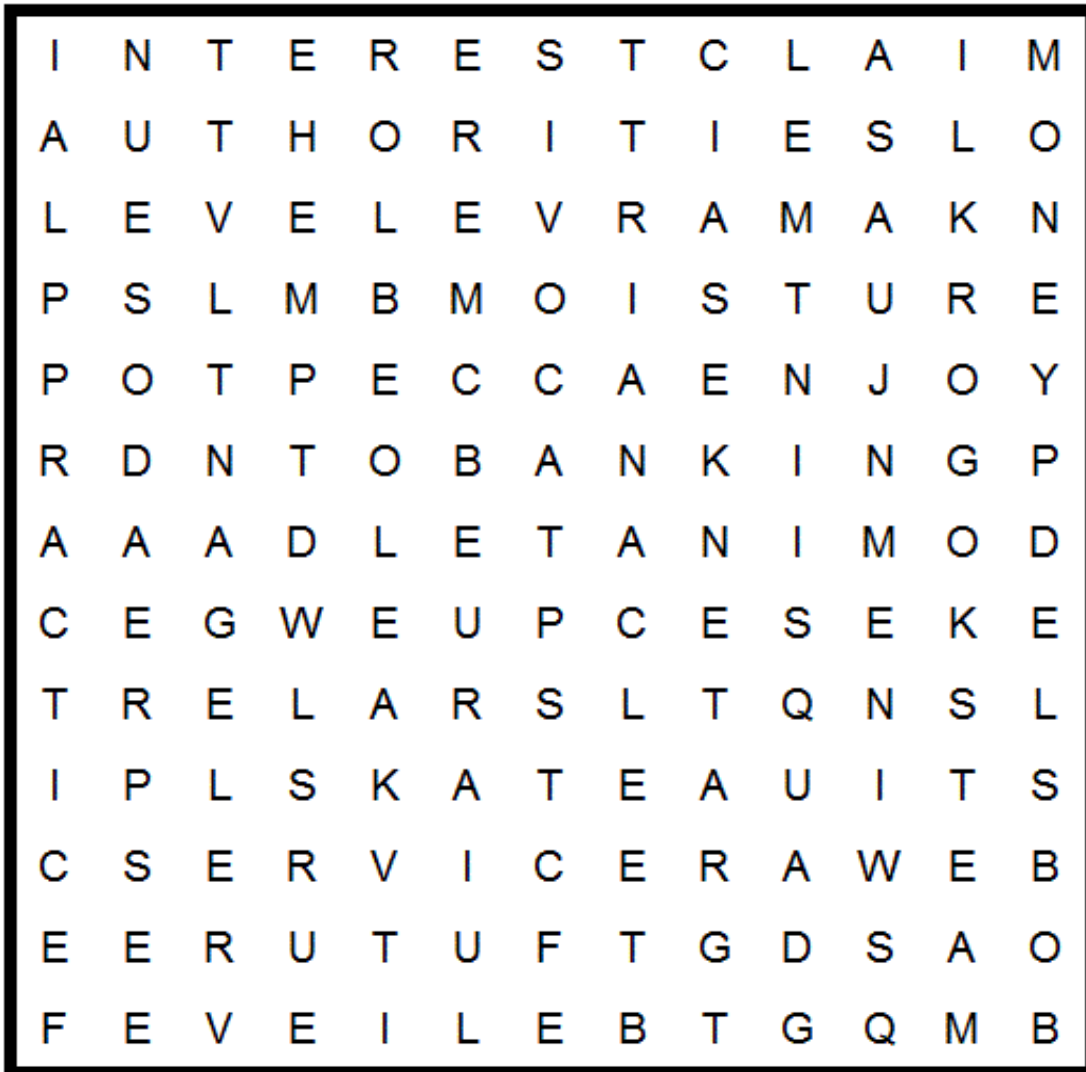 I N T E R E S T C L A I M
A U T H O R I T I E S L O
L E V E L E V R A M A K N
P S L M B M O I S T U R E
P O T P E C C A E N J O Y
R D N T O B A N K I N G P
A A A D L E T A N I M O D
C E G W E U P C E S E K E
T R E L A R S L T Q N S L
I P L S K A T E A U I T S
C S E R V I C E R A W E B
E E R U T U F T G D S A O
F E V E I L E B T G Q M B